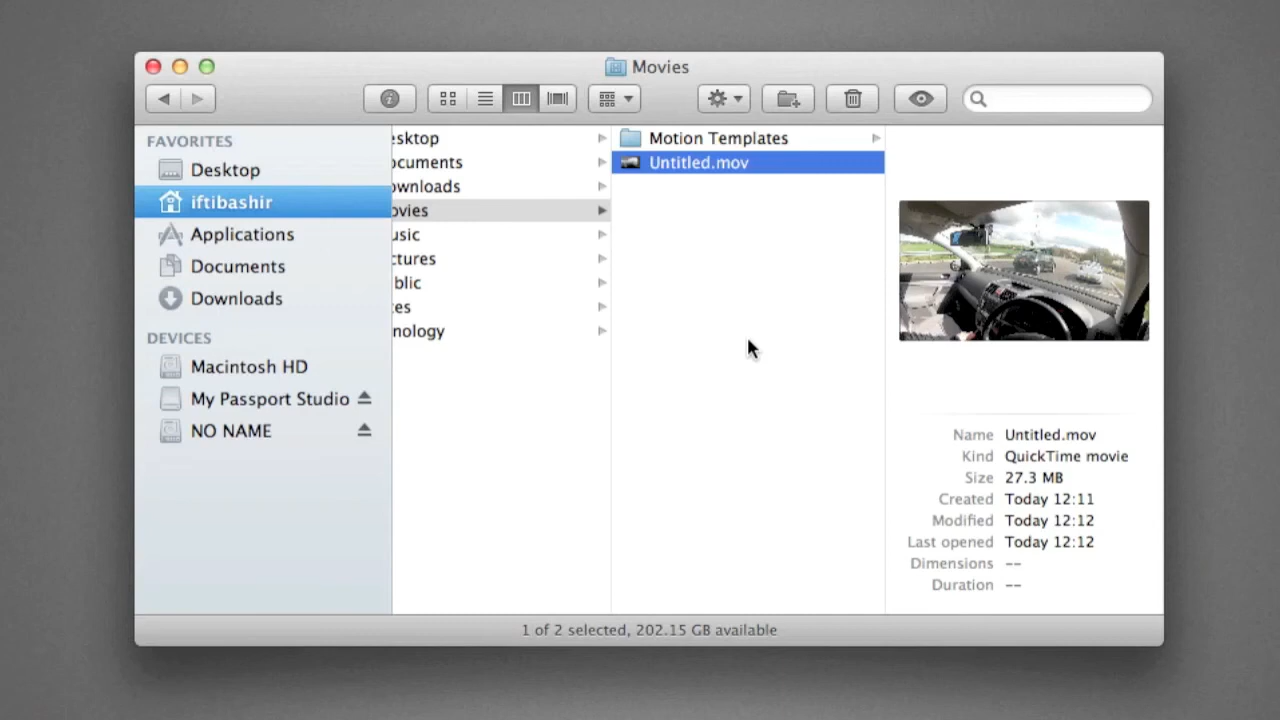 Movies
FAVORITES
Desktop
iftibashir
Applications
Documents
Downloads
DEVICES
Macintosh HD
My Passport Studio
NO NAME
esktop
ocuments
ownloads
ovies
usic
ctures
blic
tes
nology
Motion Templates
Untitled.mov
Name Untitled.mov
Kind QuickTime movie
Size 27.3 MB
Created Today 12:11
Modified Today 12:12
Last opened Today 12:12
Dimensions --
Duration --
1 of 2 selected, 202.15 GB available